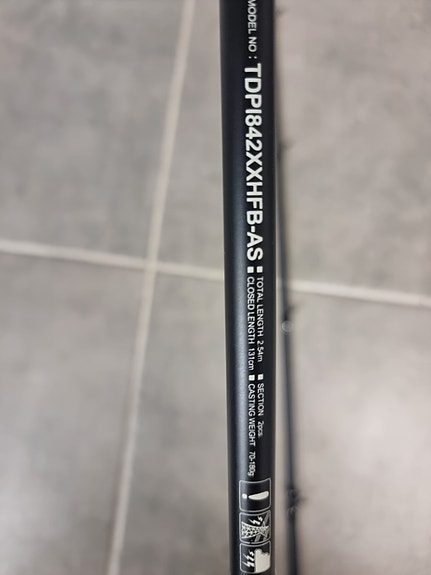 MODEL NO : TDPI842XXHFB-AS
■ TOTAL LENGTH 2.54m ■ SECTION 2pcs.
■ CLOSED LENGTH 131cm ■ CASTING WEIGHT 70-180g